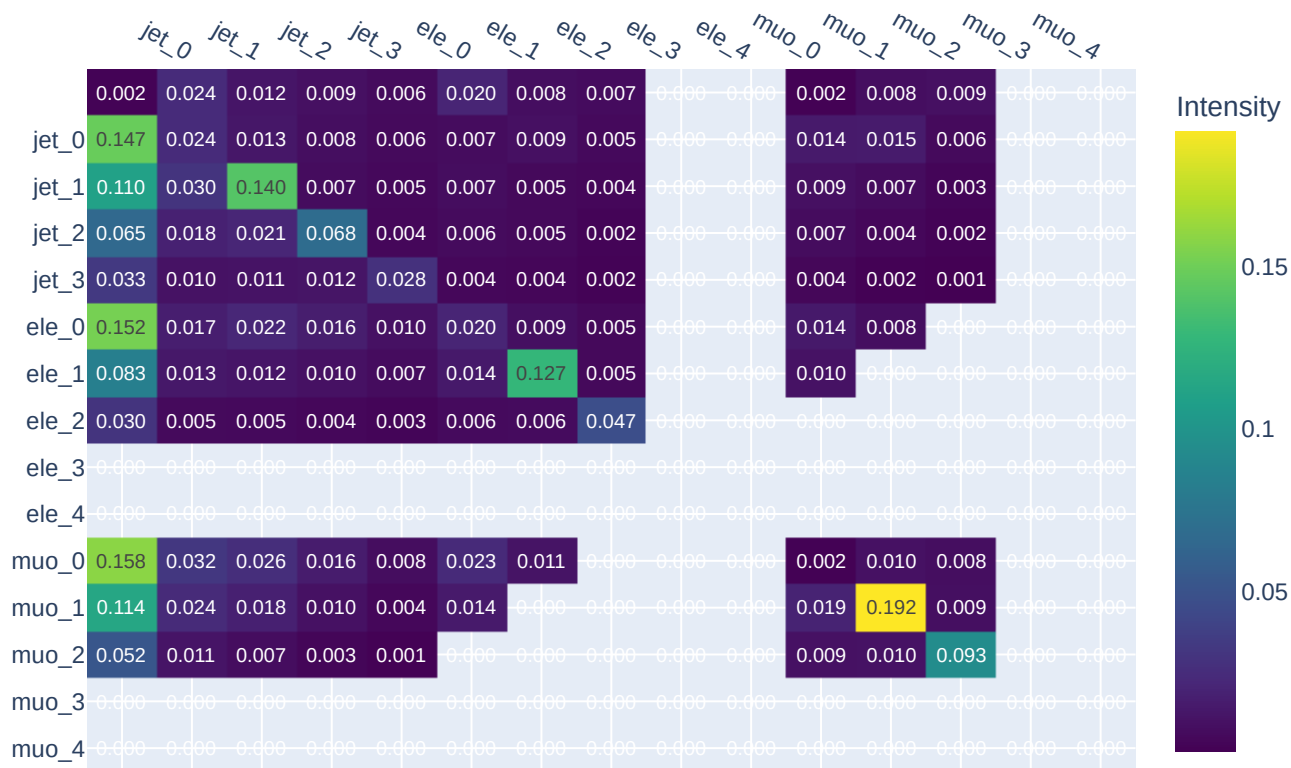 jet_0 jet_1 jet_2 jet_3 ele_0 ele_1 ele_2 ele_3 ele_4 muo_0 muo_1 muo_2 muo_3 muo_4
0.002 0.024 0.012 0.009 0.006 0.020 0.008 0.007 0.000 0.000 0.002 0.008 0.009 0.000 0.000
jet_0 0.147 0.024 0.013 0.008 0.006 0.007 0.009 0.005 0.000 0.000 0.014 0.015 0.006 0.000 0.000
jet_1 0.110 0.030 0.140 0.007 0.005 0.007 0.005 0.004 0.000 0.000 0.009 0.007 0.003 0.000 0.000
jet_2 0.065 0.018 0.021 0.068 0.004 0.006 0.005 0.002 0.000 0.000 0.007 0.004 0.002 0.000 0.000
jet_3 0.033 0.010 0.011 0.012 0.028 0.004 0.004 0.002 0.000 0.000 0.004 0.002 0.001 0.000 0.000
ele_0 0.152 0.017 0.022 0.016 0.010 0.020 0.009 0.005 0.000 0.000 0.014 0.008 0.000 0.000 0.000
ele_1 0.083 0.013 0.012 0.010 0.007 0.014 0.127 0.005 0.000 0.000 0.010 0.000 0.000 0.000 0.000
ele_2 0.030 0.005 0.005 0.004 0.003 0.006 0.006 0.047 0.000 0.000 0.000 0.000 0.000 0.000 0.000
ele_3 0.000 0.000 0.000 0.000 0.000 0.000 0.000 0.000 0.000 0.000 0.000 0.000 0.000 0.000 0.000
ele_4 0.000 0.000 0.000 0.000 0.000 0.000 0.000 0.000 0.000 0.000 0.000 0.000 0.000 0.000 0.000
muo_0 0.158 0.032 0.026 0.016 0.008 0.023 0.011 0.000 0.000 0.000 0.002 0.010 0.008 0.000 0.000
muo_1 0.114 0.024 0.018 0.010 0.004 0.014 0.000 0.000 0.000 0.000 0.019 0.192 0.009 0.000 0.000
muo_2 0.052 0.011 0.007 0.003 0.001 0.000 0.000 0.000 0.000 0.000 0.009 0.010 0.093 0.000 0.000
muo_3 0.000 0.000 0.000 0.000 0.000 0.000 0.000 0.000 0.000 0.000 0.000 0.000 0.000 0.000 0.000
muo_4 0.000 0.000 0.000 0.000 0.000 0.000 0.000 0.000 0.000 0.000 0.000 0.000 0.000 0.000 0.000
Intensity
0.15
0.1
0.05